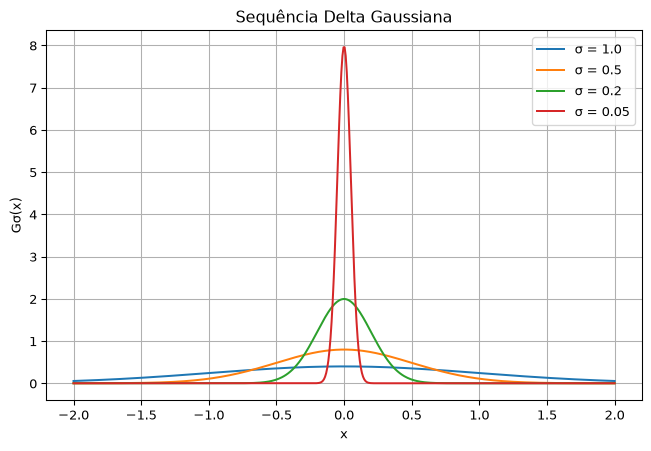 Sequência Delta Gaussiana
Gσ(x)
8
7
6
5
4
3
2
1
0
σ = 1.0
σ = 0.5
σ = 0.2
σ = 0.05
−2.0 −1.5 −1.0 −0.5 0.0 0.5 1.0 1.5 2.0
x